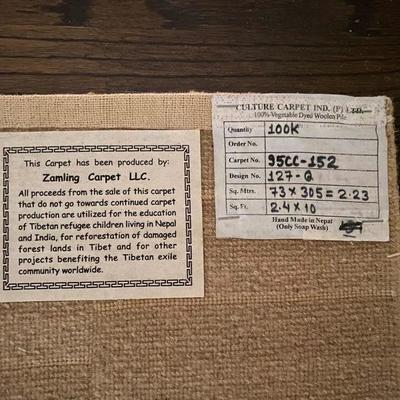 This Carpet has been produced by:
Zamling Carpet LLC.
All proceeds from the sale of this carpet
that do not go towards continued carpet
production are utilized for the education
of Tibetan refugee children living in Nepal
and India, for reforestation of damaged
forest lands in Tibet and for other
projects benefiting the Tibetan exile
community worldwide.
CULTURE CARPET IND. (P) LTD.
100% Vegetable Dyed Woolen Pile
Quantity 100K
Order No.
Carpet No. 95CC-152
Design No. 127-Q
Sq. Mtrs. 73 X 305 = 2.23
Sq. Ft. 2.4 X 10
Hand Made in Nepal
(Only Soap Wash)